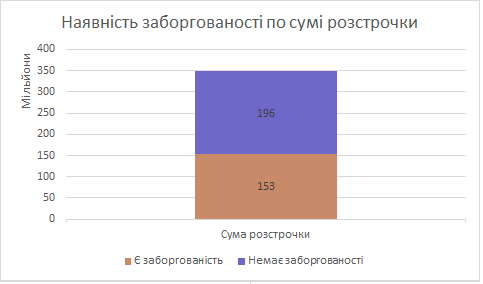 Наявність заборгованості по сумі розстрочки
Мільйони
400
350
300
250
200
150
100
50
0
196
153
Сума розстрочки
Є заборгованість
Немає заборгованості